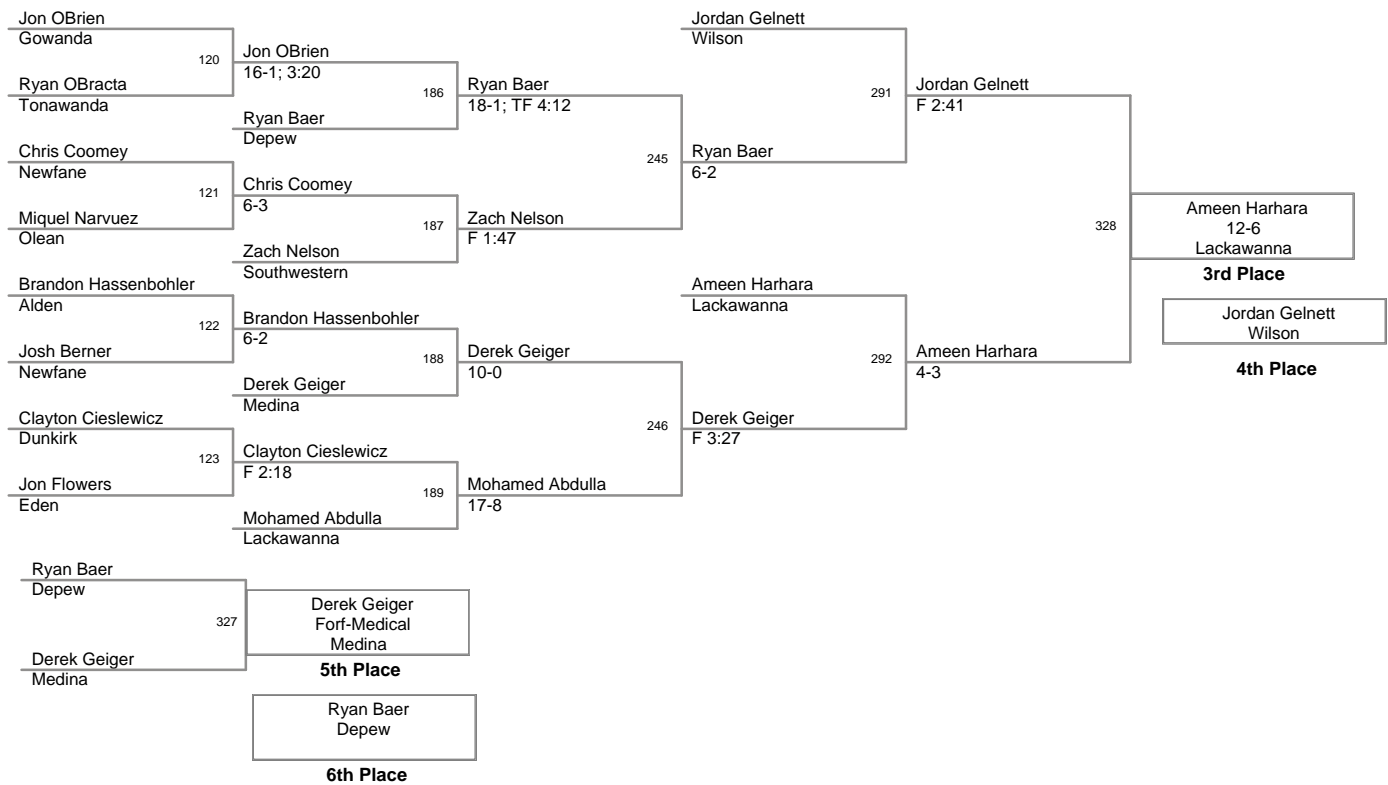 Jon OBrien
Gowanda
120
Ryan OBracta
Tonawanda
Chris Coomey
Newfane
121
Miquel Narvuez
Olean
Brandon Hassenbohler
Alden
122
Josh Berner
Newfane
Clayton Cieslewicz
Dunkirk
123
Jon Flowers
Eden
Jon OBrien
16-1; 3:20
186
Ryan Baer
Depew
Chris Coomey
6-3
187
Zach Nelson
Southwestern
Brandon Hassenbohler
6-2
188
Derek Geiger
Medina
Clayton Cieslewicz
F 2:18
189
Mohamed Abdulla
Lackawanna
Ryan Baer
18-1; TF 4:12
245
Zach Nelson
F 1:47
Derek Geiger
10-0
246
Mohamed Abdulla
17-8
Jordan Gelnett
Wilson
291
Ryan Baer
6-2
Ameen Harhara
Lackawanna
292
Derek Geiger
F 3:27
Jordan Gelnett
F 2:41
328
Ameen Harhara
4-3
Ameen Harhara
12-6
Lackawanna
3rd Place
Jordan Gelnett
Wilson
4th Place
Ryan Baer
Depew
327
Derek Geiger
Medina
Derek Geiger
Forf-Medical
Medina
5th Place
Ryan Baer
Depew
6th Place